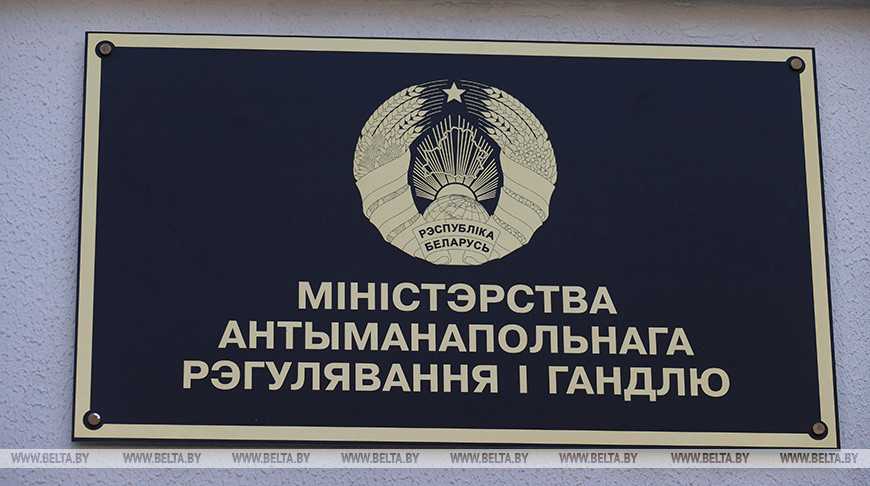 РЭСПУБЛІКА
БЕЛАРУСЬ
МІНІСТЭРСТВА
АНТЫМАНАПОЛЬНАГА
РЭГУЛЯВАННЯ І ГАНДЛЮ
WWW.BELTA.BY WWW.BELTA.BY WWW.BELTA.BY WWW.BELTA.BY WWW.BELTA.BY WWW.BELTA.BY WWW.BELTA.BY WWW.BELTA.BY